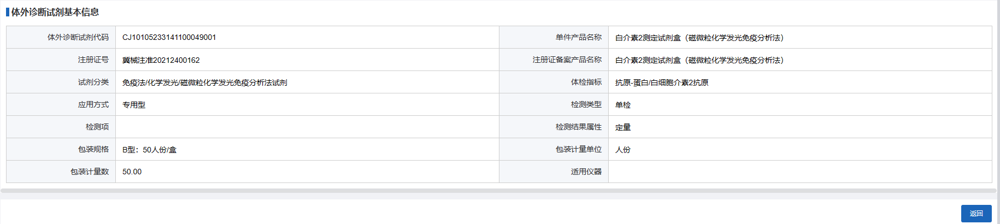 体外诊断试剂基本信息
体外诊断试剂代码 CJ10105233141100049001 单件产品名称 白介素2测定试剂盒（磁微粒化学发光免疫分析法）
注册证号 冀械注准20212400162 注册证备案产品名称 白介素2测定试剂盒（磁微粒化学发光免疫分析法）
试剂分类 免疫法/化学发光/磁微粒化学发光免疫分析法试剂 体检指标 抗原-蛋白/白细胞介素2抗原
应用方式 专用型 检测类型 单检
检测项 检测结果属性 定量
包装规格 B型：50人份/盒 包装计量单位 人份
包装计量数 50.00 适用仪器
返回